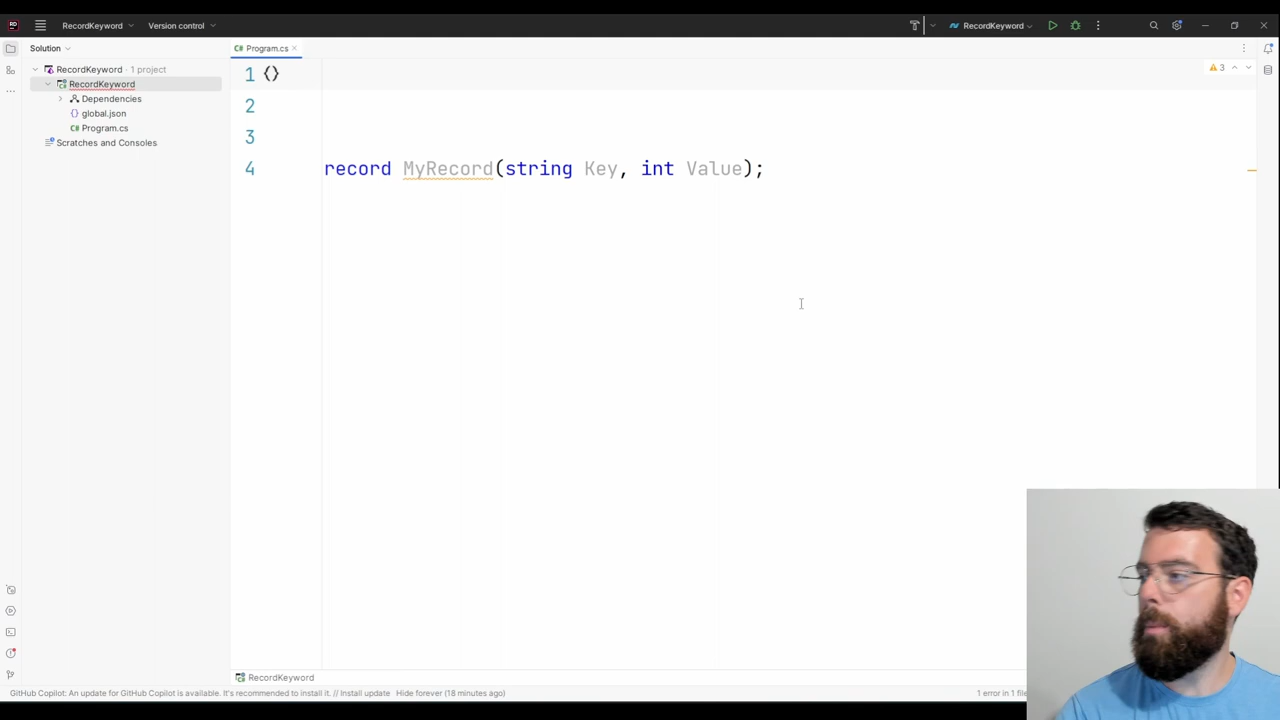 RD RecordKeyword Version control RecordKeyword
Solution
C# Program.cs
RecordKeyword · 1 project
1 {} 3
RecordKeyword
Dependencies
2
{} global.json
C# Program.cs
3
Scratches and Consoles
4 record MyRecord(string Key, int Value);
RecordKeyword
GitHub Copilot: An update for GitHub Copilot is available. It's recommended to install it. // Install update Hide forever (18 minutes ago) 1 error in 1 file